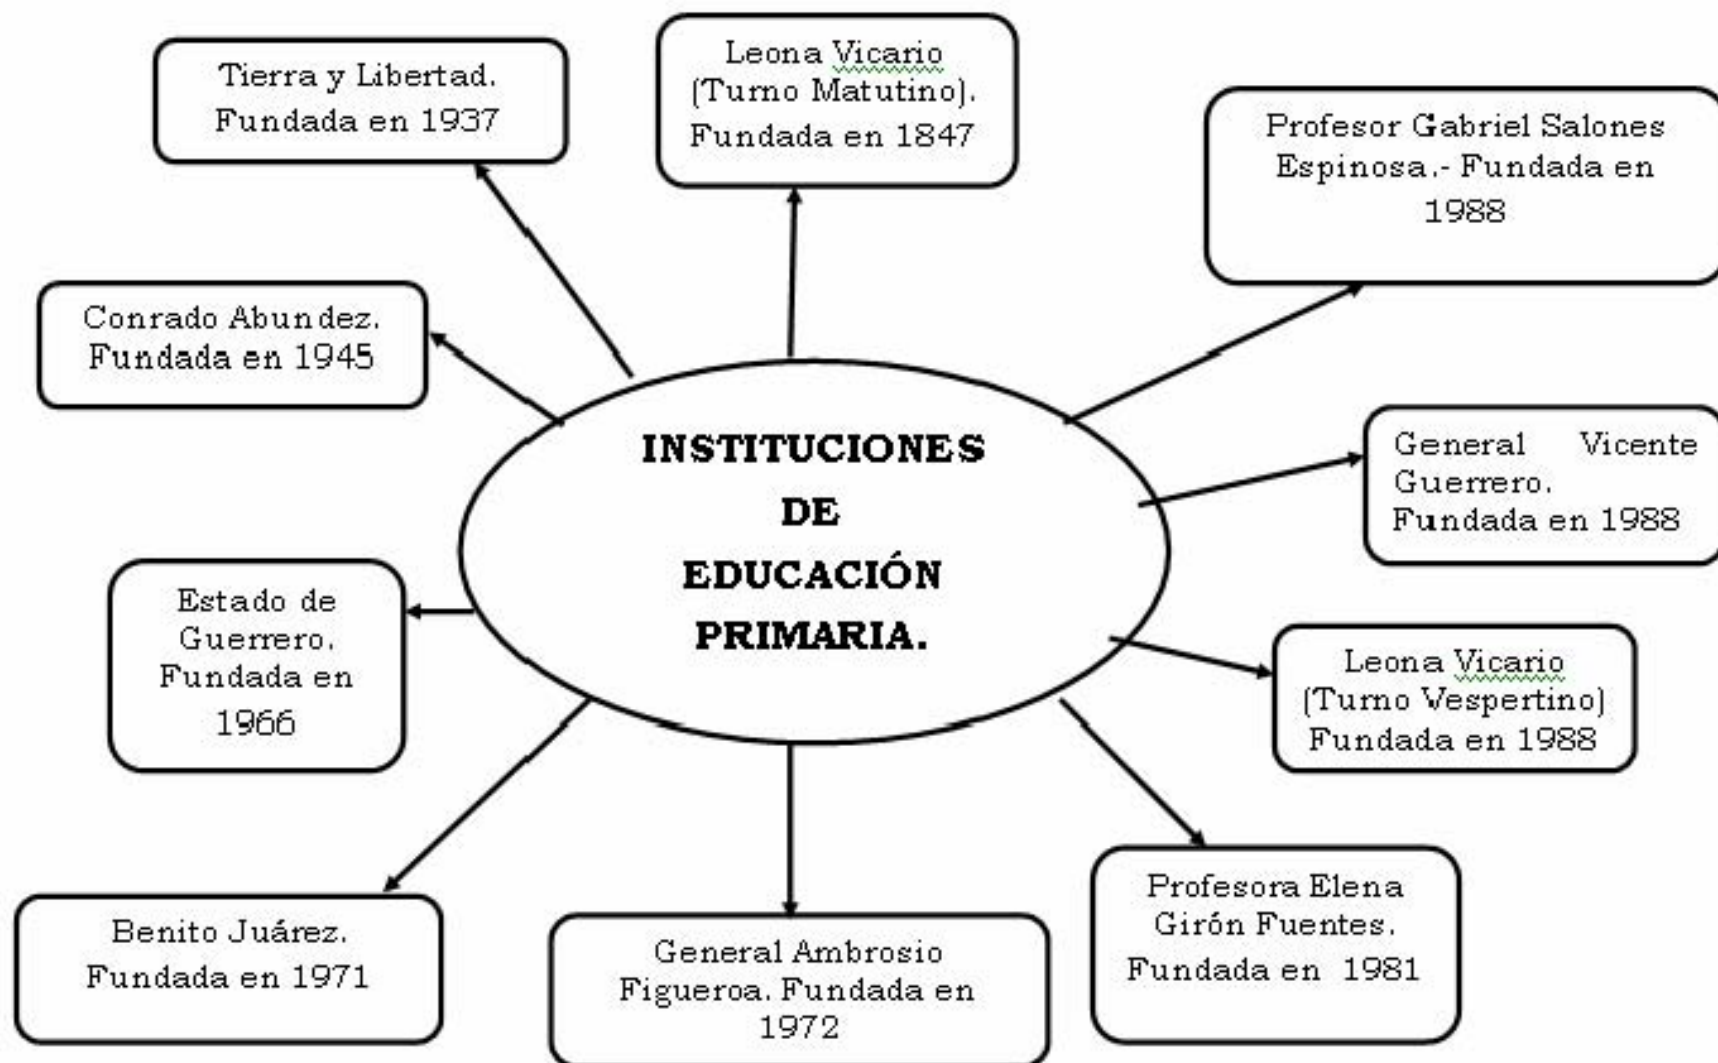 Tierra y Libertad.
Fundada en 1937
Leona Vicario
(Turno Matutino).
Fundada en 1847
Profesor Gabriel Salones
Espinosa.- Fundada en
1988
Conrado Abundez.
Fundada en 1945
INSTITUCIONES
DE
EDUCACIÓN
PRIMARIA.
General Vicente
Guerrero.
Fundada en 1988
Estado de
Guerrero.
Fundada en
1966
Leona Vicario
(Turno Vespertino)
Fundada en 1988
Benito Juárez.
Fundada en 1971
General Ambrosio
Figueroa. Fundada en
1972
Profesora Elena
Girón Fuentes.
Fundada en 1981